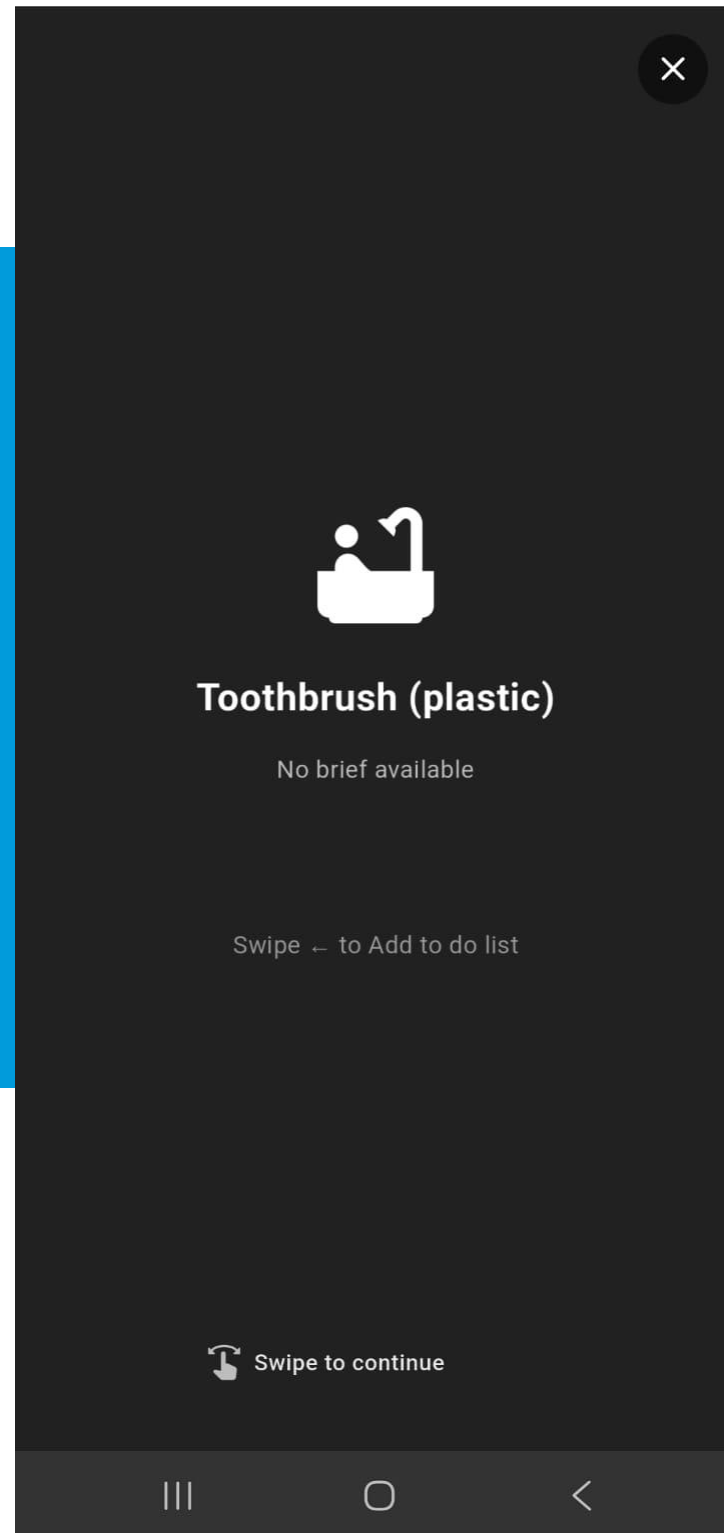 Toothbrush (plastic)
No brief available
Swipe ← to Add to do list
Swipe to continue